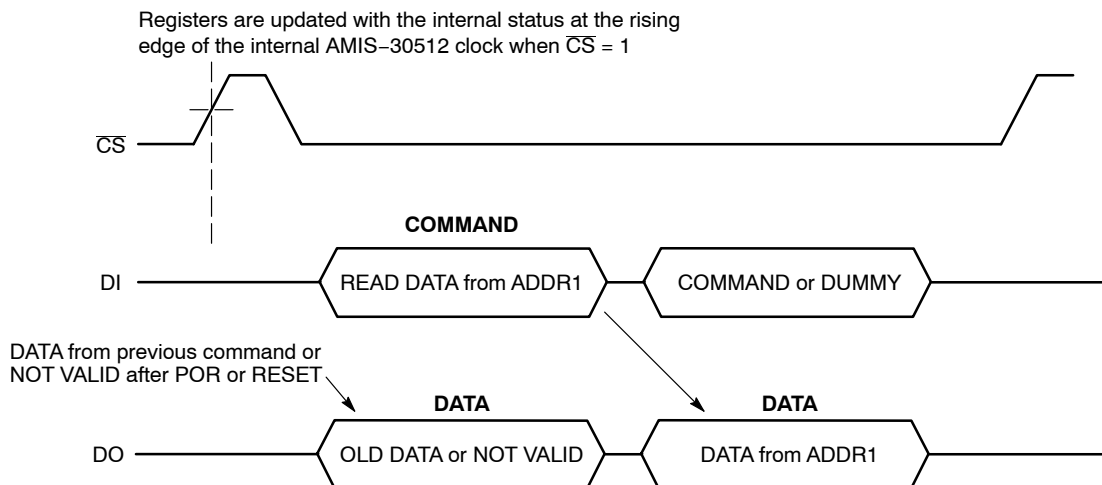 Registers are updated with the internal status at the rising
edge of the internal AMIS−30512 clock when C̅S̅ = 1
C̅S̅
COMMAND
DI
READ DATA from ADDR1
COMMAND or DUMMY
DATA from previous command or
NOT VALID after POR or RESET
DATA
DATA
DO
OLD DATA or NOT VALID
DATA from ADDR1